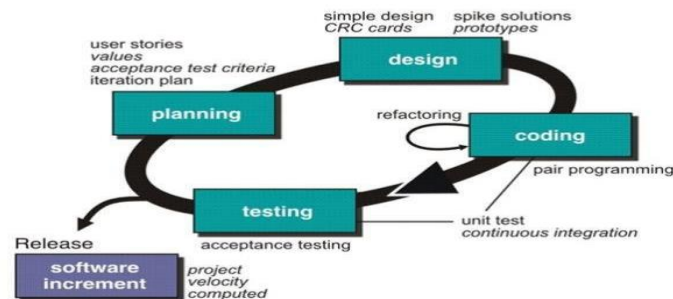 simple design
CRC cards
spike solutions
prototypes
user stories
values
acceptance test criteria
iteration plan
design
planning
refactoring
coding
pair programming
testing
unit test
continuous integration
acceptance testing
Release
software
increment
project
velocity
computed